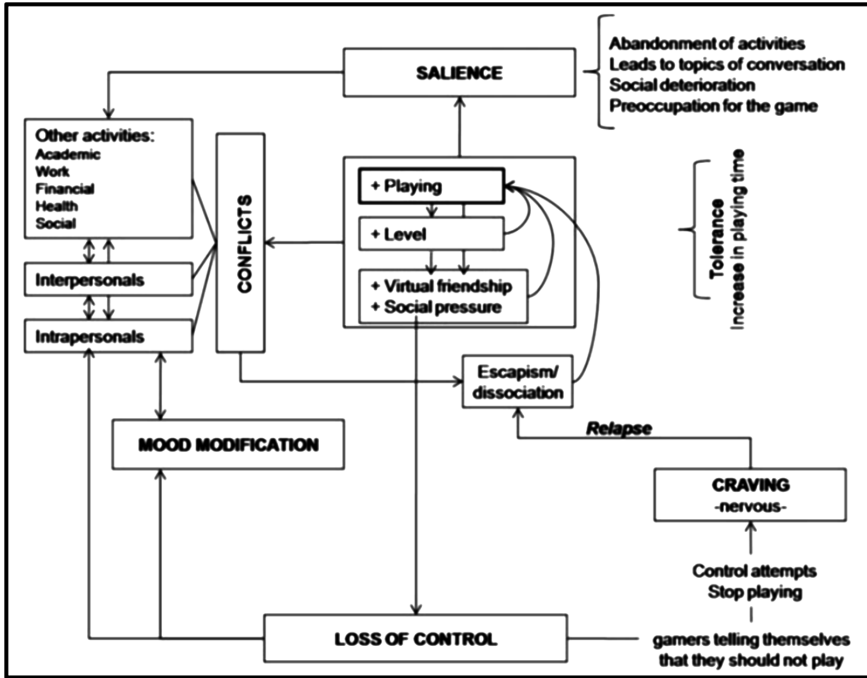 SALIENCE
Abandonment of activities
Leads to topics of conversation
Social deterioration
Preoccupation for the game
Other activities:
Academic
Work
Financial
Health
Social
Interpersonals
Intrapersonals
CONFLICTS
+ Playing
+ Level
+ Virtual friendship
+ Social pressure
Tolerance
Increase in playing time
Escapism/
dissociation
MOOD MODIFICATION
Relapse
CRAVING
-nervous-
Control attempts
Stop playing
gamers telling themselves
that they should not play
LOSS OF CONTROL